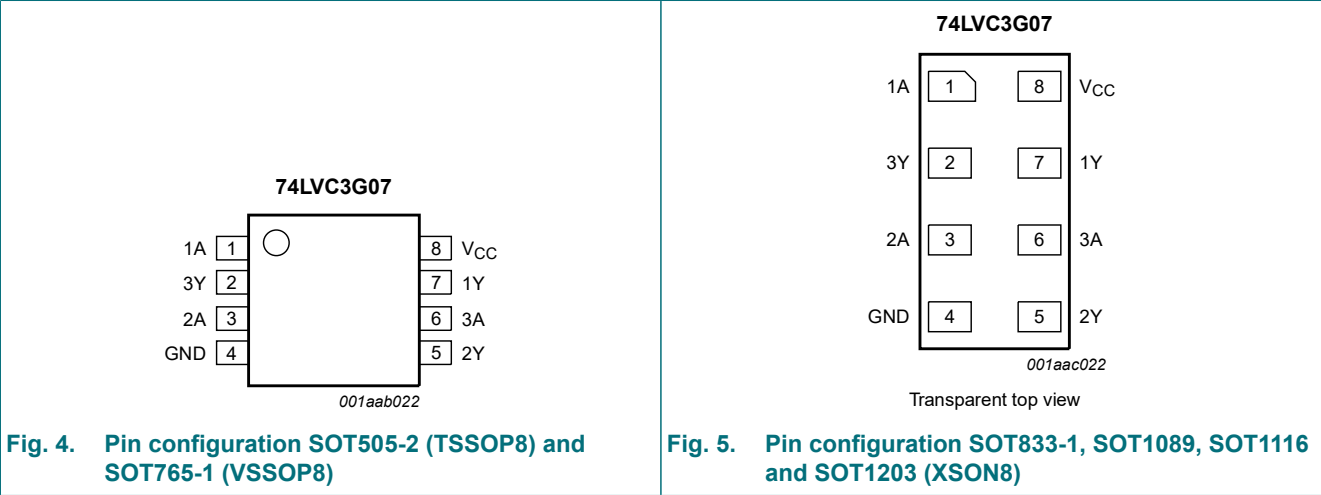 74LVC3G07
1A 1 8 VCC
3Y 2 7 1Y
2A 3 6 3A
GND 4 5 2Y
001aab022
Fig. 4. Pin configuration SOT505-2 (TSSOP8) and
SOT765-1 (VSSOP8)
74LVC3G07
1A 1 8 VCC
3Y 2 7 1Y
2A 3 6 3A
GND 4 5 2Y
001aac022
Transparent top view
Fig. 5. Pin configuration SOT833-1, SOT1089, SOT1116
and SOT1203 (XSON8)